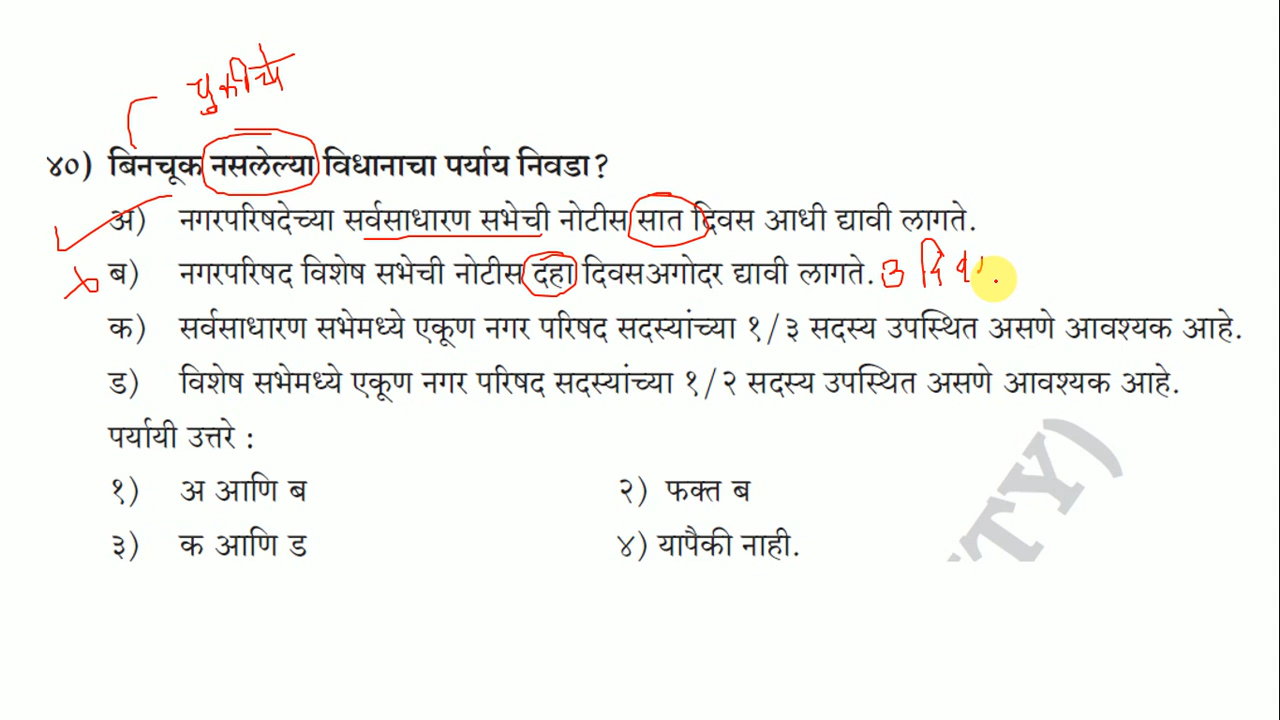 चुकीचे
४०) बिनचूक नसलेल्या विधानाचा पर्याय निवडा?
अ) नगरपरिषदेच्या सर्वसाधारण सभेची नोटीस सात दिवस आधी द्यावी लागते.
ब) नगरपरिषद विशेष सभेची नोटीस दहा दिवसअगोदर द्यावी लागते. ३ दिव
क) सर्वसाधारण सभेमध्ये एकूण नगर परिषद सदस्यांच्या १/३ सदस्य उपस्थित असणे आवश्यक आहे.
ड) विशेष सभेमध्ये एकूण नगर परिषद सदस्यांच्या १/२ सदस्य उपस्थित असणे आवश्यक आहे.
पर्यायी उत्तरे :
१) अ आणि ब २) फक्त ब
३) क आणि ड ४) यापैकी नाही.
TY)